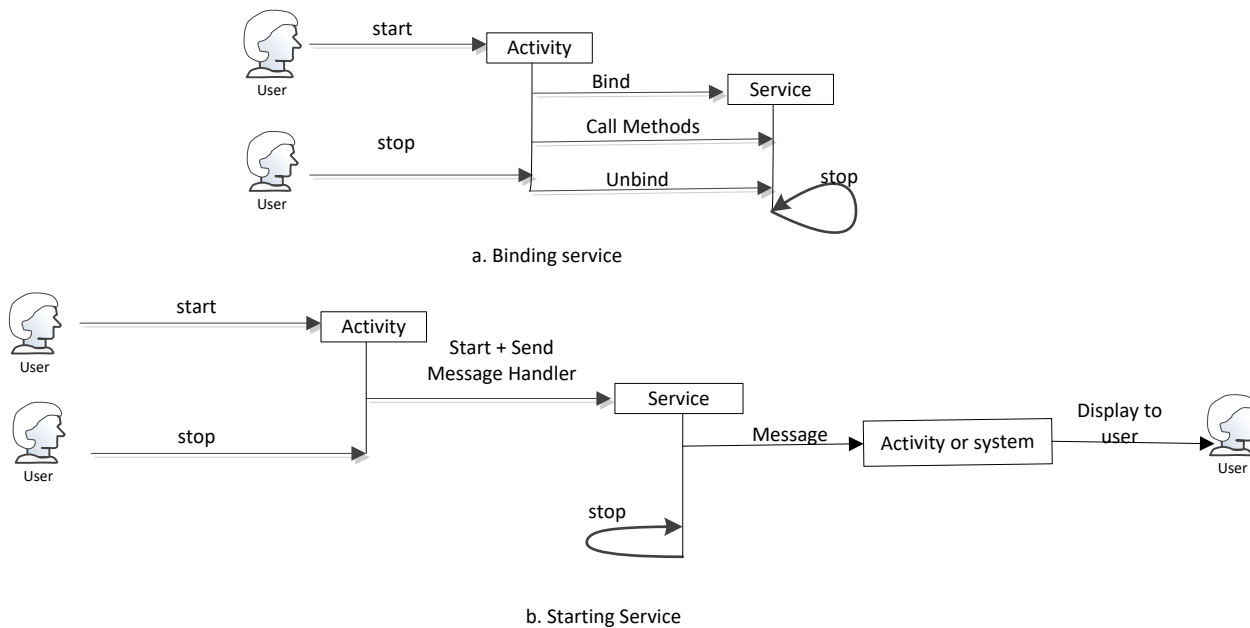 start
Activity
User
Bind
Service
Call Methods
stop
User
Unbind
stop
a. Binding service
start
Activity
User
Start + Send
Message Handler
Service
stop
User
Message
Activity or system
Display to
user
User
stop
b. Starting Service